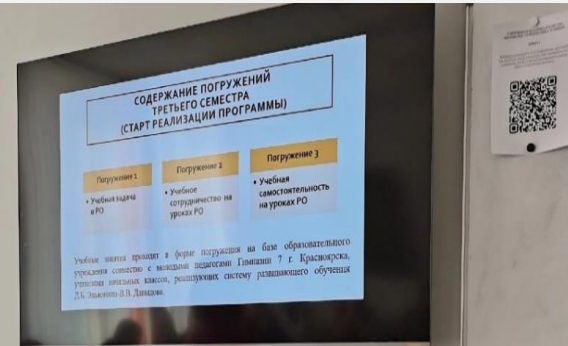 СОДЕРЖАНИЕ ПОГРУЖЕНИЙ
ТРЕТЬЕГО СЕМЕСТРА
(СТАРТ РЕАЛИЗАЦИИ ПРОГРАММЫ)
Погружение 1
• Учебная задача
в РО
Погружение 2
• Учебное
сотрудничество на
уроках РО
Погружение 3
• Учебная
самостоятельность
на уроках РО
Учебные занятия проходят в форме погружения на базе образовательного
учреждения совместно с молодыми педагогами Гимназии 7 г. Красноярска,
учителями начальных классов, реализующих систему развивающего обучения
Д.Б. Эльконина В.В. Давыдова.